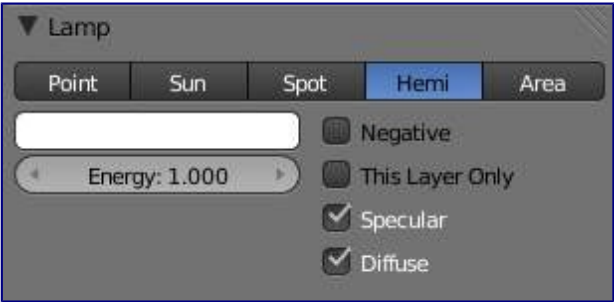 Lamp
Point Sun Spot Hemi Area
Negative
Energy: 1.000 This Layer Only
Specular
Diffuse